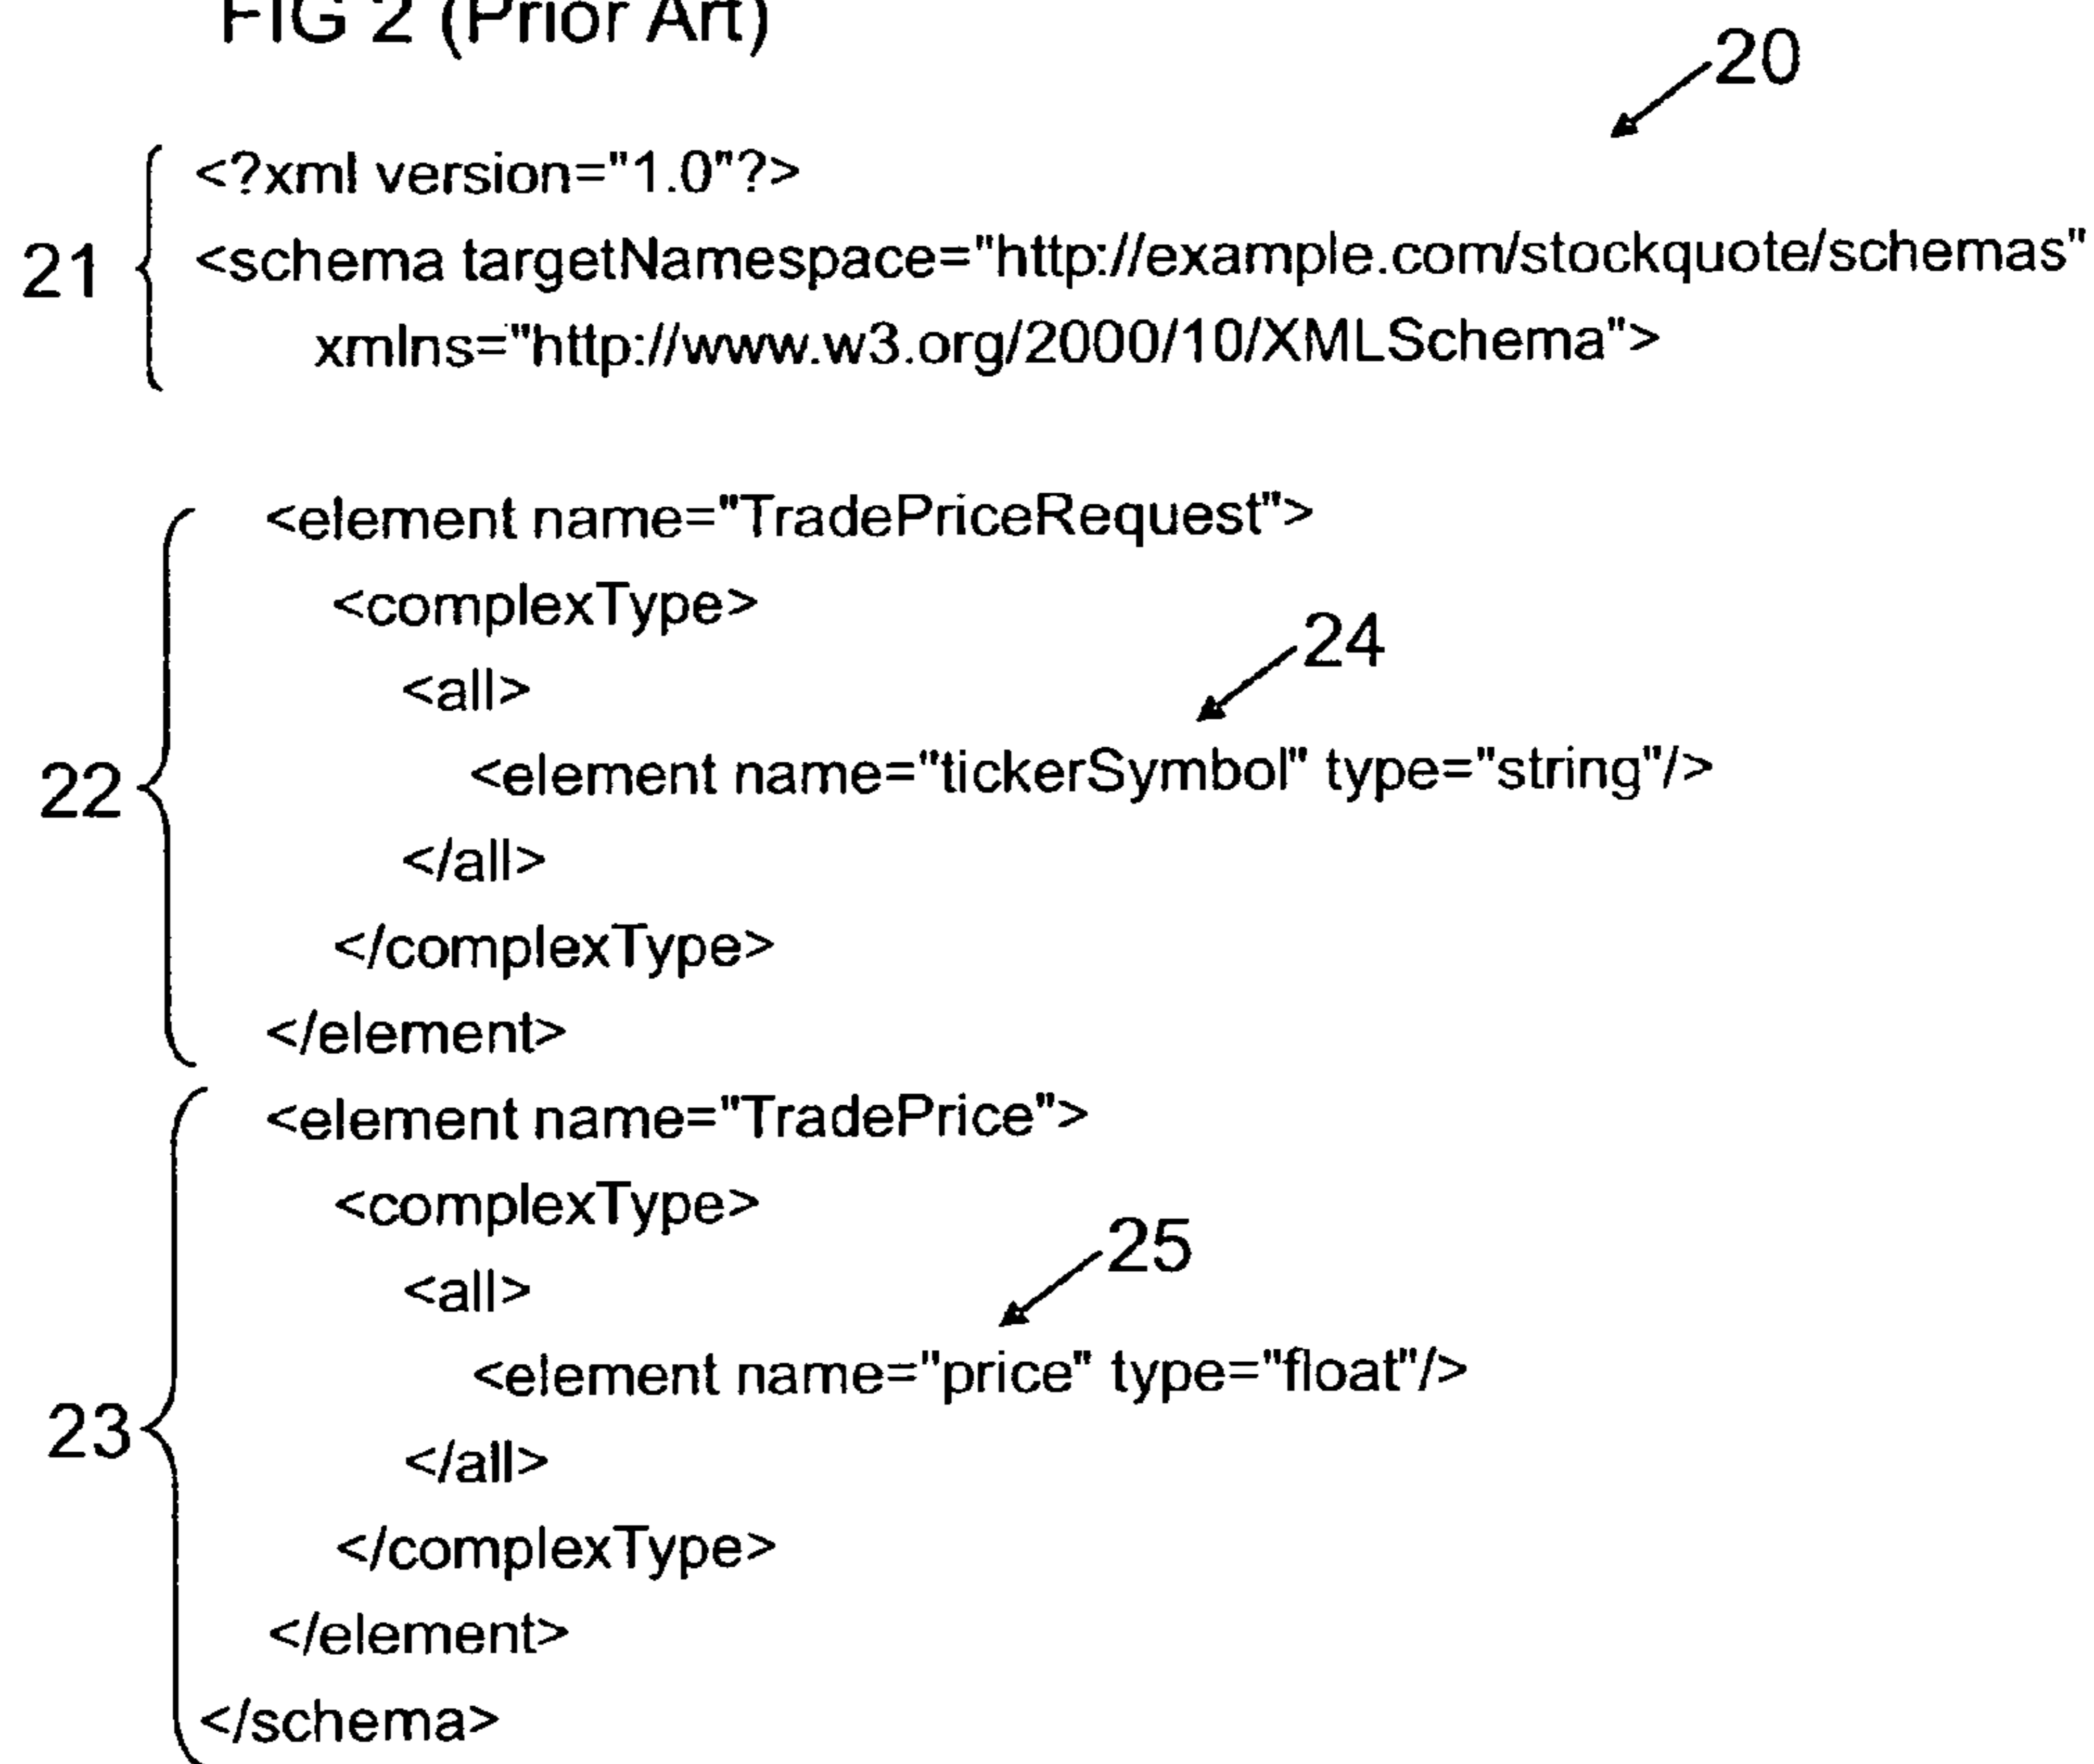 FIG 2 (Prior Art)
20
<?xml version="1.0"?>
21 <schema targetNamespace="http://example.com/stockquote/schemas"
xmlns="http://www.w3.org/2000/10/XMLSchema">
<element name="TradePriceRequest">
<complexType>
24
<all>
22 <element name="tickerSymbol" type="string"/>
</all>
</complexType>
</element>
<element name="TradePrice">
<complexType>
25
<all>
<element name="price" type="float"/>
23
</all>
</complexType>
</element>
</schema>